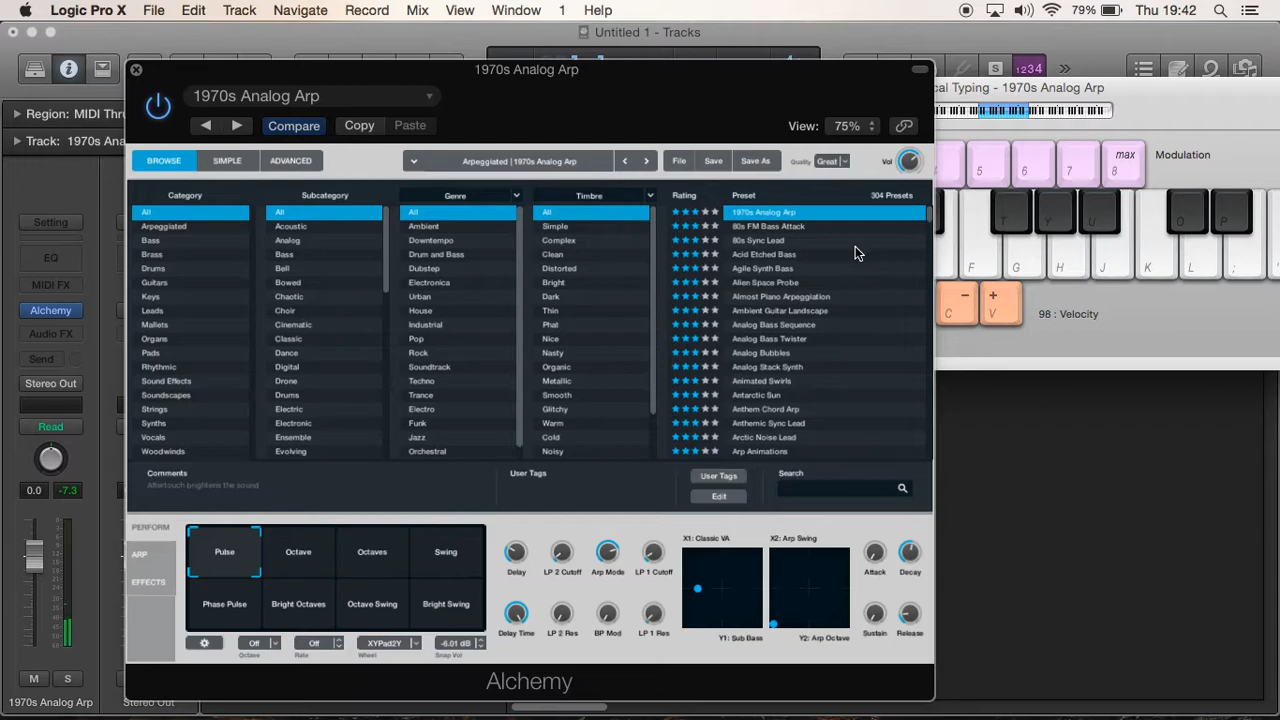 Logic Pro X File Edit Track Navigate Record Mix View Window 1 Help 79% Thu 19:42
Untitled 1 - Tracks
S 1234
1970s Analog Arp
cal Typing - 1970s Analog Arp
Region: MIDI Thru
Track: 1970s Ana
1970s Analog Arp
Compare Copy Paste View: 75%
BROWSE SIMPLE ADVANCED Arpeggiated | 1970s Analog Arp File Save Save As Quality Great Vol
5 6 7 max 8 Modulation
Category Subcategory Genre Timbre Rating Preset 304 Presets
All All All All 1970s Analog Arp
Arpeggiated Acoustic Ambient Simple 80s FM Bass Attack
Bass Analog Downtempo Complex 80s Sync Lead
Brass Bass Drum and Bass Clean Acid Etched Bass
Drums Bell Dubstep Distorted Agile Synth Bass
Guitars Bowed Electronica Bright Alien Space Probe
Keys Chaotic Urban Dark Almost Piano Arpeggiation
Leads Choir House Thin Ambient Guitar Landscape
Mallets Cinematic Industrial Phat Analog Bass Sequence
Organs Classic Pop Nice Analog Bass Twister
Pads Dance Rock Nasty Analog Bubbles
Rhythmic Digital Soundtrack Organic Analog Stack Synth
Sound Effects Drone Techno Metallic Animated Swirls
Soundscapes Drums Trance Smooth Antarctic Sun
Strings Electric Electro Glitchy Anthem Chord Arp
Synths Electronic Funk Warm Anthemic Sync Lead
Vocals Ensemble Jazz Cold Arctic Noise Lead
Woodwinds Evolving Orchestral Noisy Arp Animations
T Y U O P
F G H J K L ;
− C + V 98 : Velocity
Setting
EQ
MIDI FX
Alchemy
Audio FX
Send
Stereo Out
Read
0.0 -7.3
M S
1970s Analog Arp Stereo Out
Comments User Tags User Tags Search
Aftertouch brightens the sound
Edit
PERFORM
ARP
EFFECTS
Pulse Octave Octaves Swing
Phase Pulse Bright Octaves Octave Swing Bright Swing
Off Off XYPad2Y -6.01 dB
Octave Rate Wheel Snap Vol
Delay LP 2 Cutoff Arp Mode LP 1 Cutoff
Delay Time LP 2 Res BP Mod LP 1 Res
X1: Classic VA X2: Arp Swing
Y1: Sub Bass Y2: Arp Octave
Attack Decay
Sustain Release
Alchemy